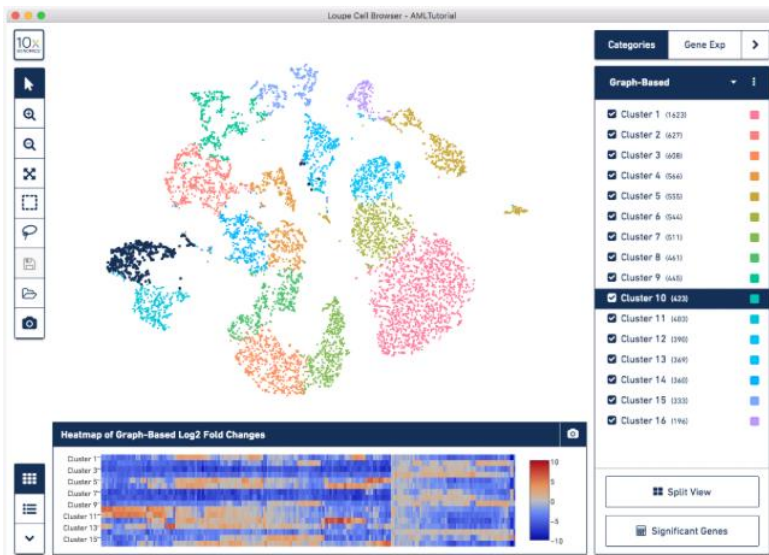 Loupe Cell Browser - AMLTutorial
10x
GENOMICS
Categories
Gene Exp
Graph-Based
Cluster 1 (1623)
Cluster 2 (627)
Cluster 3 (608)
Cluster 4 (566)
Cluster 5 (555)
Cluster 6 (544)
Cluster 7 (511)
Cluster 8 (461)
Cluster 9 (445)
Cluster 10 (423)
Cluster 11 (403)
Cluster 12 (390)
Cluster 13 (369)
Cluster 14 (360)
Cluster 15 (333)
Cluster 16 (196)
Heatmap of Graph-Based Log2 Fold Changes
Cluster 1
Cluster 3
Cluster 5
Cluster 7
Cluster 9
Cluster 11
Cluster 13
Cluster 15
10
5
0
−5
−10
Split View
Significant Genes